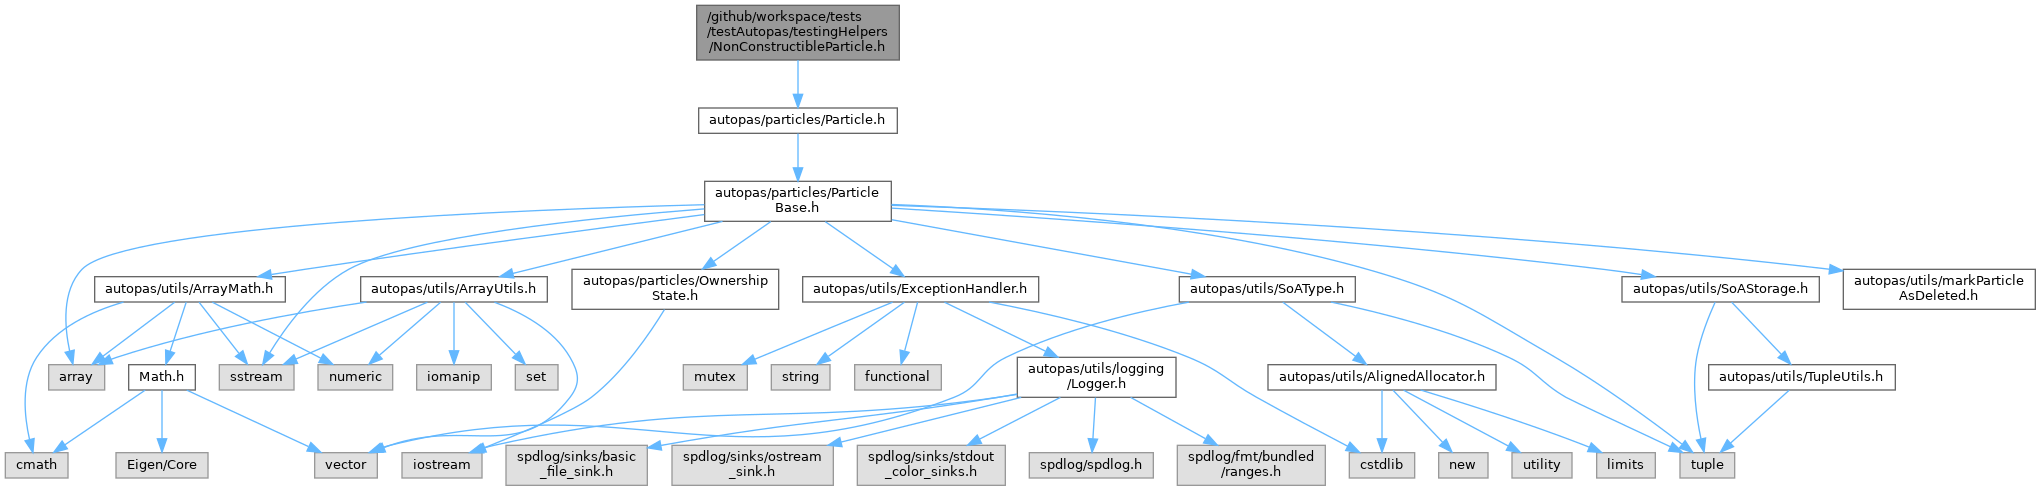 /github/workspace/tests
/testAutopas/testingHelpers
/NonConstructibleParticle.h
autopas/particles/Particle.h
autopas/particles/Particle
Base.h
autopas/utils/ArrayMath.h
autopas/utils/ArrayUtils.h
autopas/particles/Ownership
State.h
autopas/utils/ExceptionHandler.h
autopas/utils/SoAType.h
autopas/utils/SoAStorage.h
autopas/utils/markParticle
AsDeleted.h
array
Math.h
sstream
numeric
iomanip
set
mutex
string
functional
autopas/utils/logging
/Logger.h
autopas/utils/AlignedAllocator.h
autopas/utils/TupleUtils.h
cmath
Eigen/Core
vector
iostream
spdlog/sinks/basic
_file_sink.h
spdlog/sinks/ostream
_sink.h
spdlog/sinks/stdout
_color_sinks.h
spdlog/spdlog.h
spdlog/fmt/bundled
/ranges.h
cstdlib
new
utility
limits
tuple